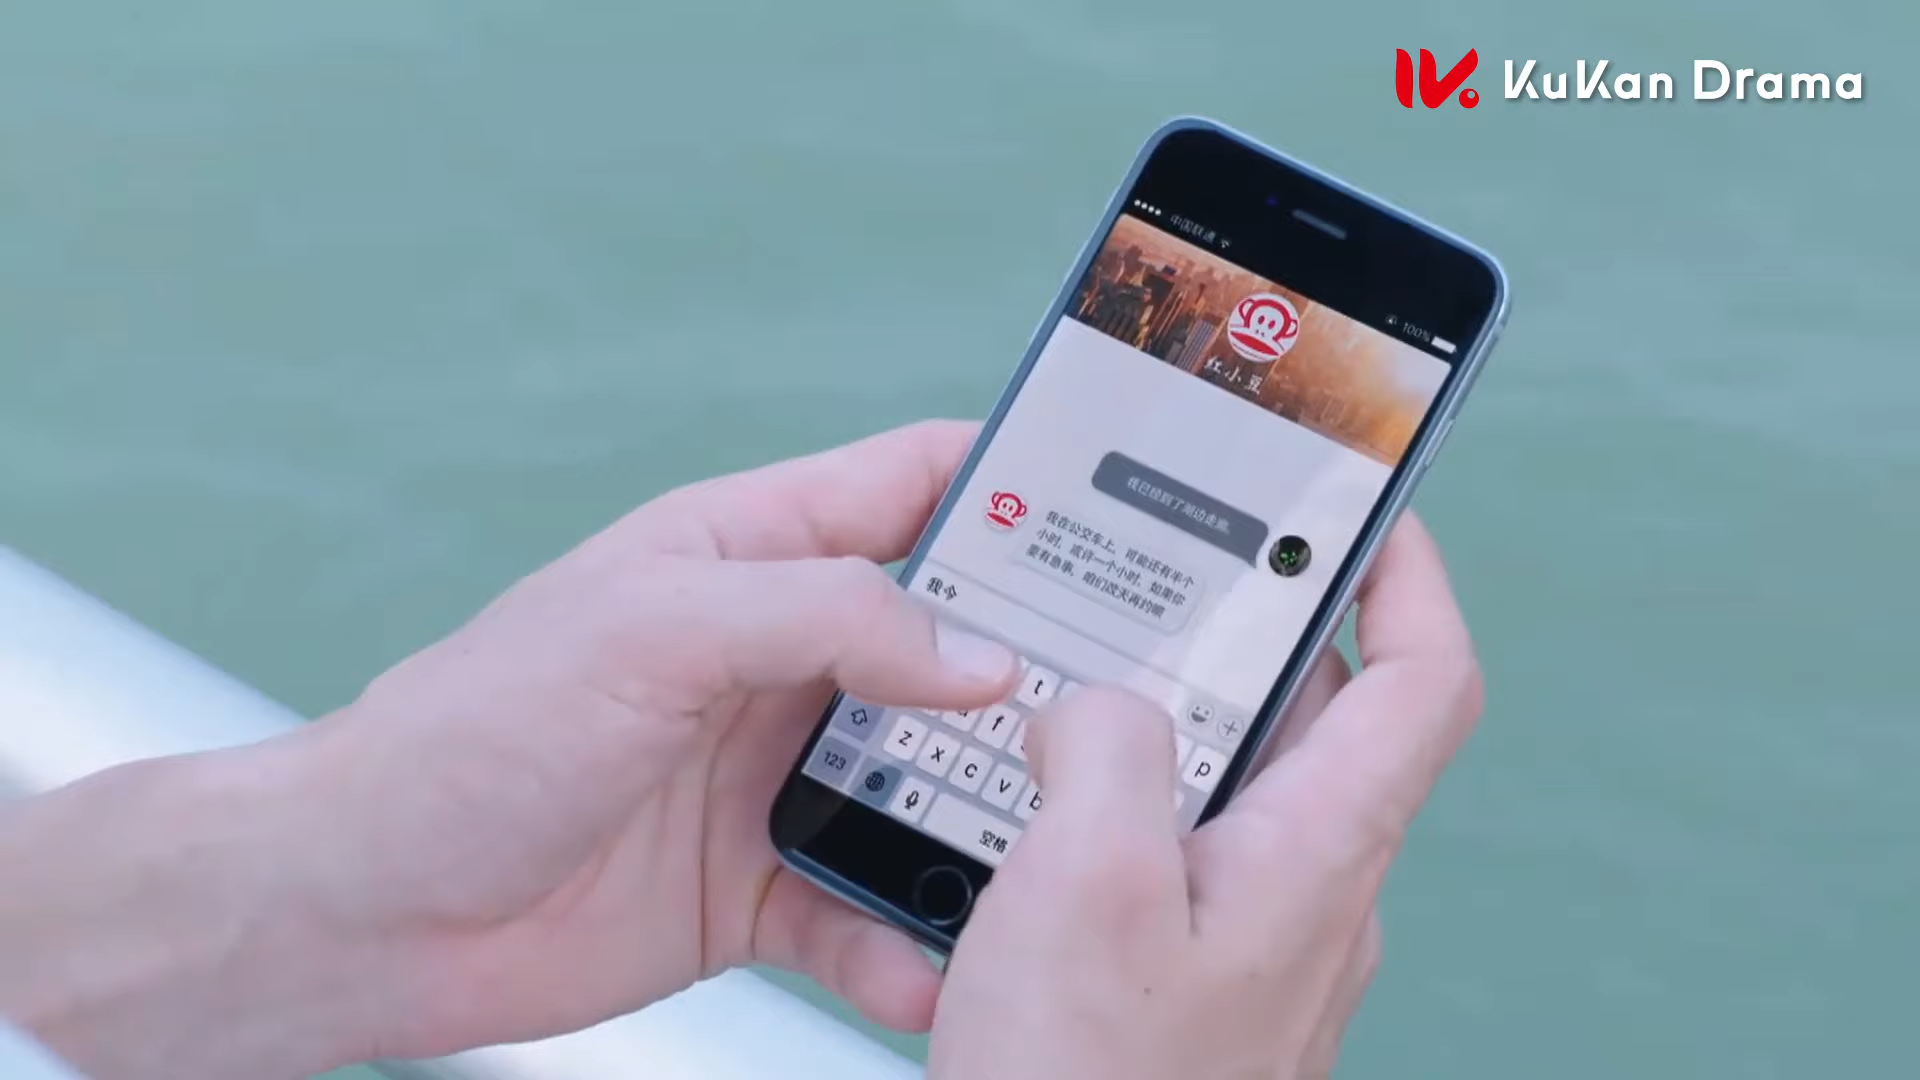 KuKan Drama
中国联通
100%
红小豆
我已经到了湖边走廊。
我在公交车上，可能还有半个
小时，或许一个小时，如果你
要有急事，咱们改天再约呗
我今
t
f
p
z x c v b
123
空格